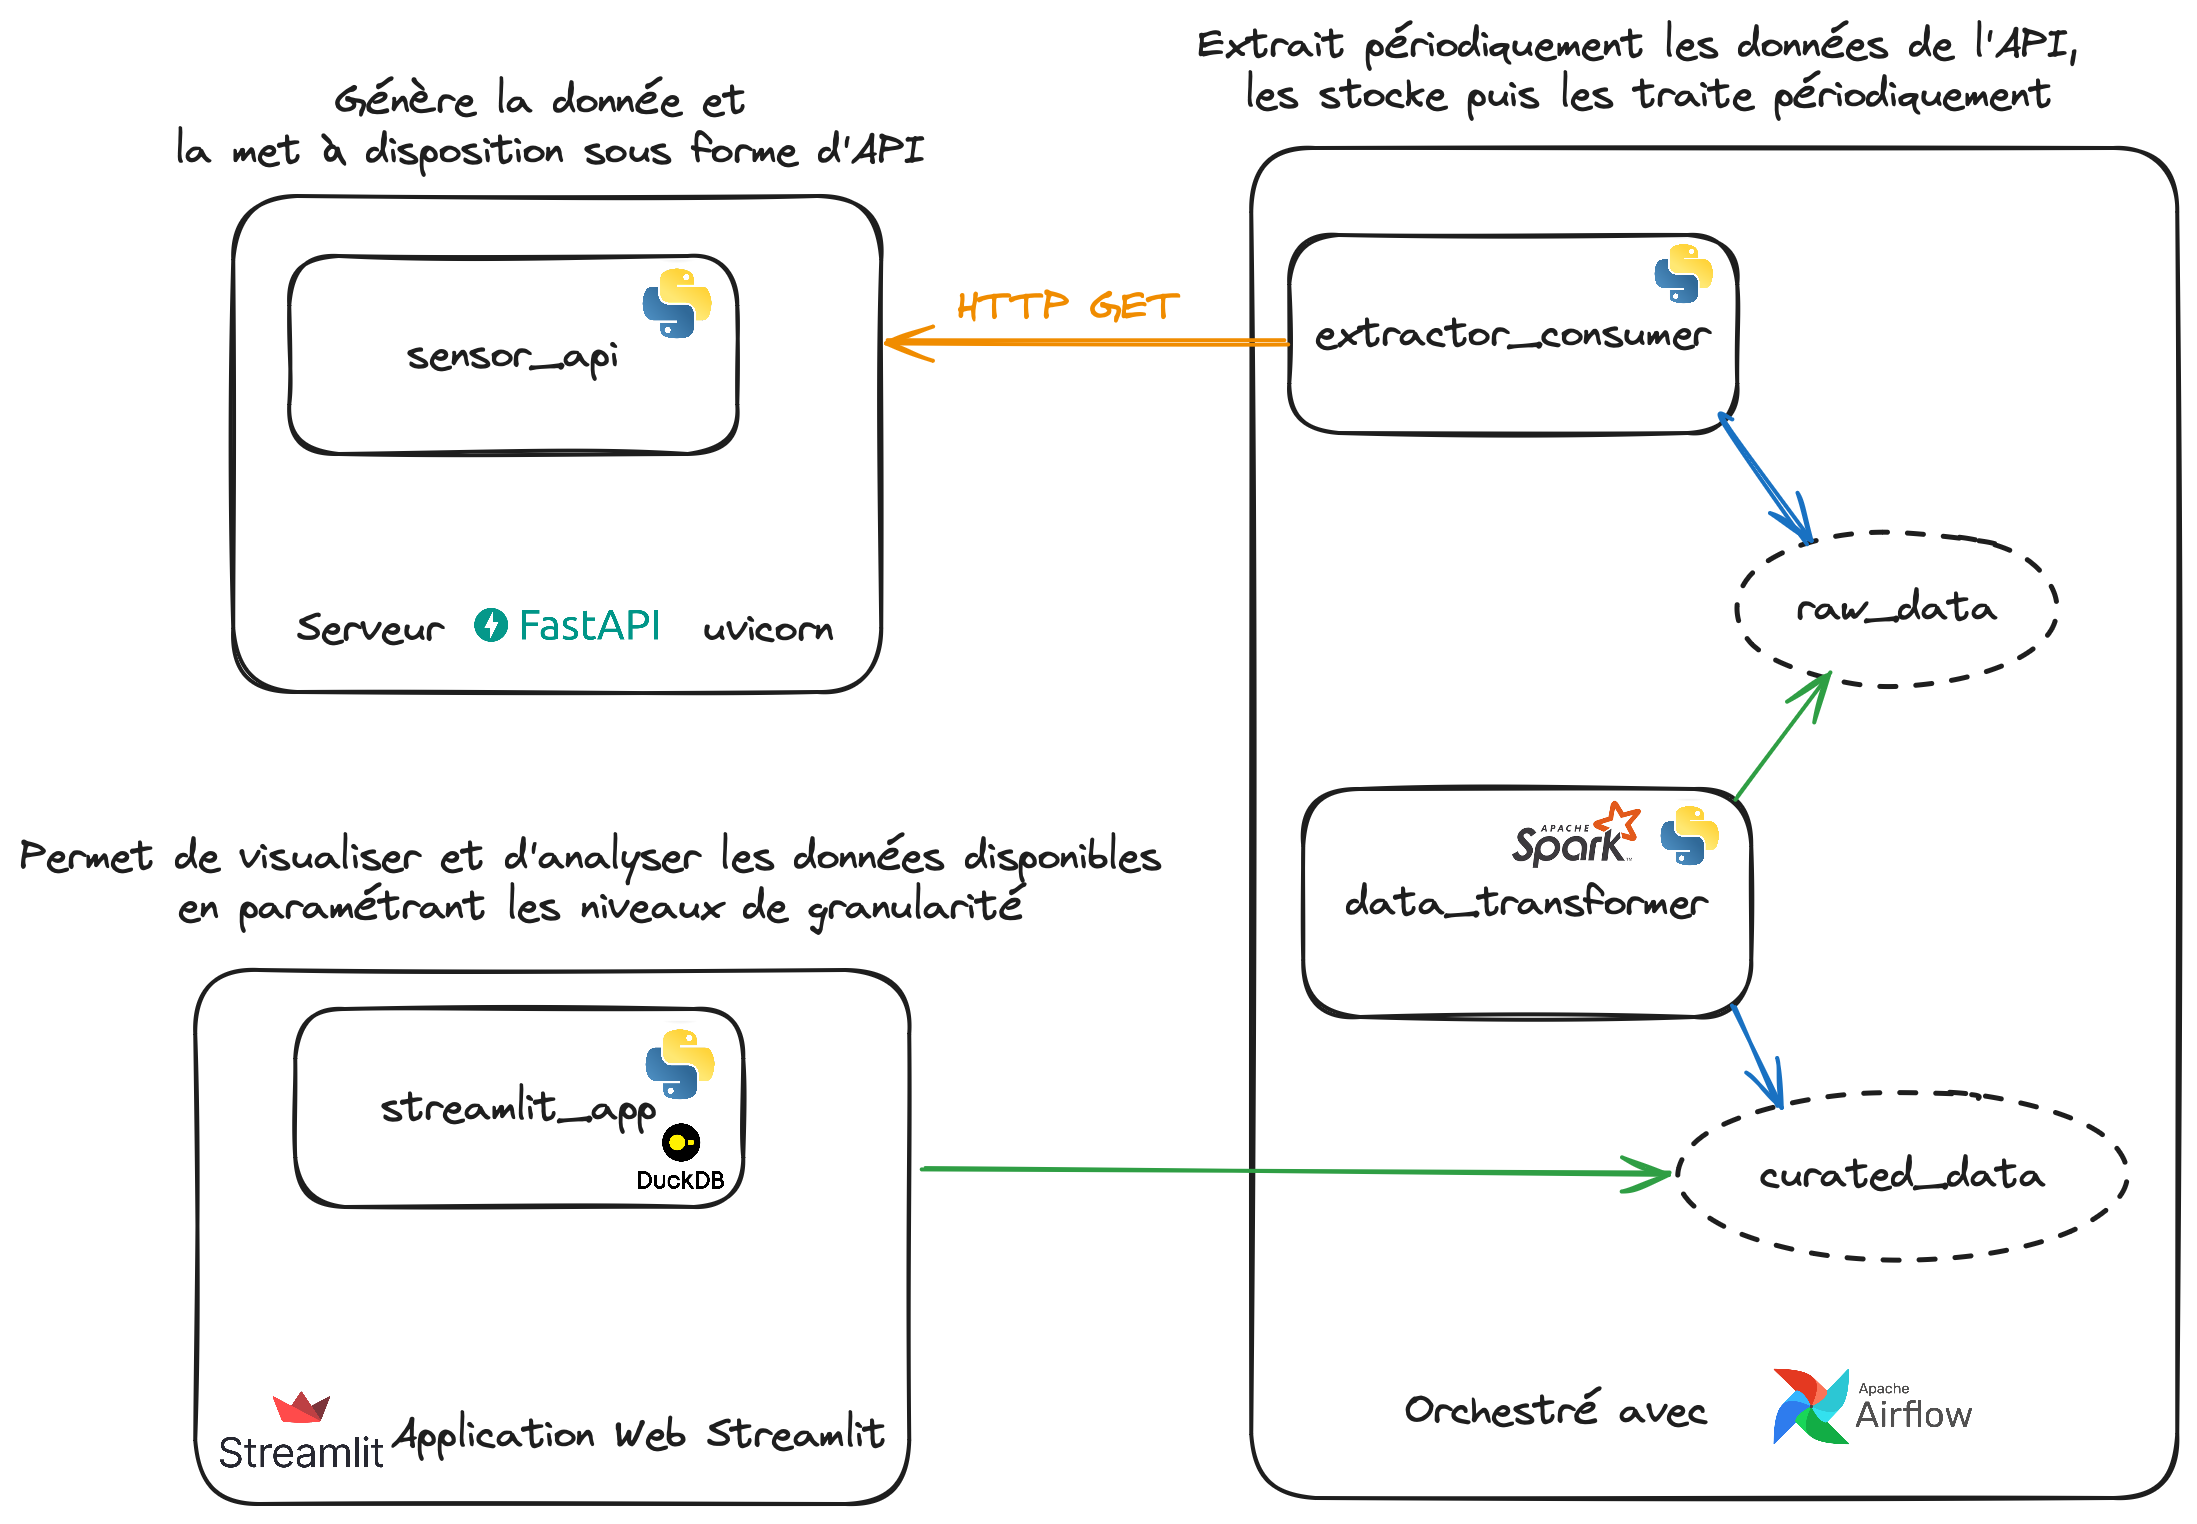 Génère la donnée et
la met à disposition sous forme d'API
sensor_api
Serveur FastAPI uvicorn
HTTP GET
Extrait périodiquement les données de l'API,
les stocke puis les traite périodiquement
extractor_consumer
raw_data
APACHE
Spark™
data_transformer
curated_data
Orchestré avec
Apache
Airflow
Permet de visualiser et d'analyser les données disponibles
en paramétrant les niveaux de granularité
streamlit_app
DuckDB
Streamlit
Application Web Streamlit